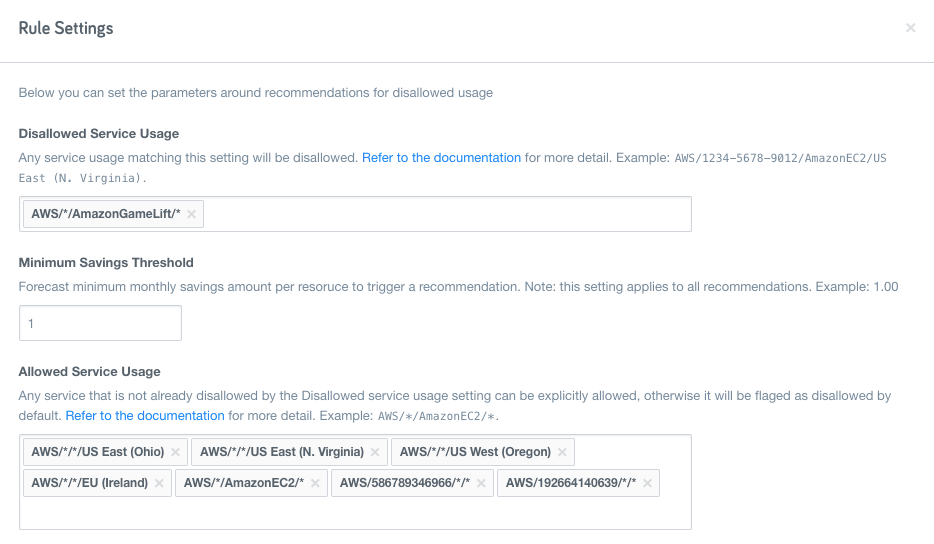 Rule Settings
×
Below you can set the parameters around recommendations for disallowed usage
Disallowed Service Usage
Any service usage matching this setting will be disallowed. Refer to the documentation for more detail. Example: AWS/1234-5678-9012/AmazonEC2/US
East (N. Virginia).
AWS/*/AmazonGameLift/* ×
Minimum Savings Threshold
Forecast minimum monthly savings amount per resoruce to trigger a recommendation. Note: this setting applies to all recommendations. Example: 1.00
1
Allowed Service Usage
Any service that is not already disallowed by the Disallowed service usage setting can be explicitly allowed, otherwise it will be flagged as disallowed by
default. Refer to the documentation for more detail. Example: AWS/*/AmazonEC2/*.
AWS/*/*/US East (Ohio) × AWS/*/*/US East (N. Virginia) × AWS/*/*/US West (Oregon) ×
AWS/*/*/EU (Ireland) × AWS/*/AmazonEC2/* × AWS/586789346966/*/* × AWS/192664140639/*/* ×